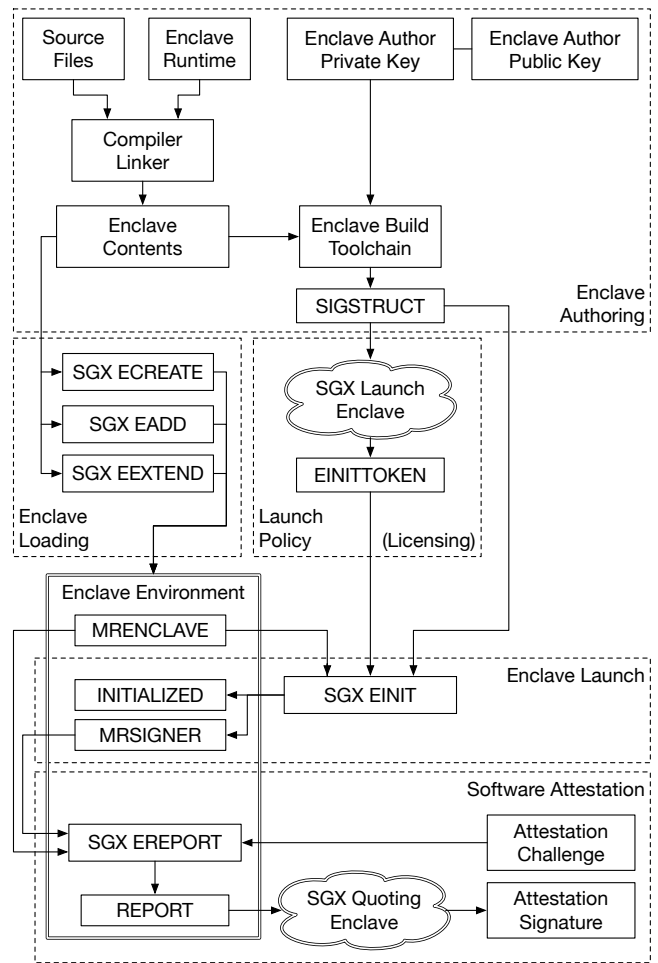 Source
Files
Enclave
Runtime
Enclave Author
Private Key
Enclave Author
Public Key
Compiler
Linker
Enclave
Contents
Enclave Build
Toolchain
SIGSTRUCT
Enclave
Authoring
SGX ECREATE
SGX EADD
SGX EEXTEND
Enclave
Loading
SGX Launch
Enclave
EINITTOKEN
Launch
Policy
(Licensing)
Enclave Environment
MRENCLAVE
Enclave Launch
INITIALIZED
SGX EINIT
MRSIGNER
Software Attestation
SGX EREPORT
Attestation
Challenge
REPORT
SGX Quoting
Enclave
Attestation
Signature